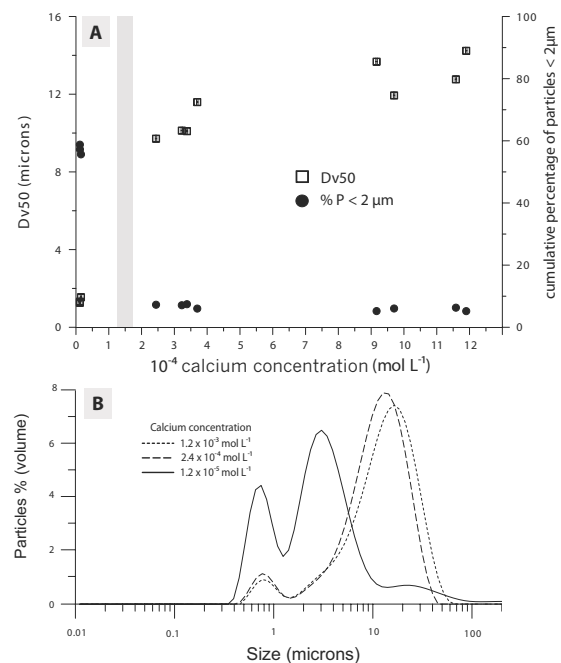 A
16
12
8
4
0
Dv50 (microns)
100
80
60
40
20
0
cumulative percentage of particles < 2µm
Dv50
% P < 2 µm
0 1 2 3 4 5 6 7 8 9 10 11 12 13
10⁻⁴ calcium concentration (mol L⁻¹)
B
8
6
4
2
0
Particles % (volume)
Calcium concentration
1.2 x 10⁻³ mol L⁻¹
2.4 x 10⁻⁴ mol L⁻¹
1.2 x 10⁻⁵ mol L⁻¹
0.01 0.1 1 10 100
Size (microns)